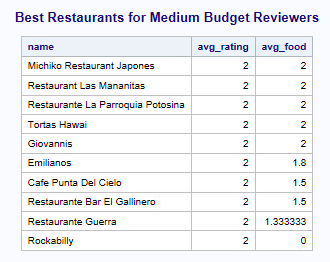 Best Restaurants for Medium Budget Reviewers
name avg_rating avg_food
Michiko Restaurant Japones 2 2
Restaurant Las Mananitas 2 2
Restaurante La Parroquia Potosina 2 2
Tortas Hawai 2 2
Giovannis 2 2
Emilianos 2 1.8
Cafe Punta Del Cielo 2 1.5
Restaurante Bar El Gallinero 2 1.5
Restaurante Guerra 2 1.333333
Rockabilly 2 0